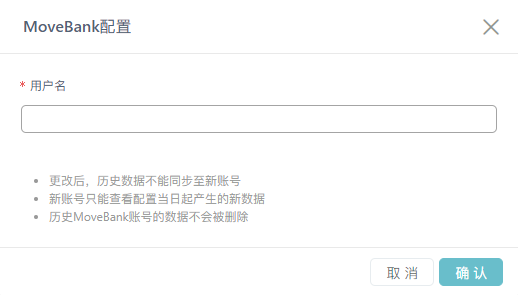 MoveBank配置
* 用户名
更改后，历史数据不能同步至新账号
新账号只能查看配置当日起产生的新数据
历史MoveBank账号的数据不会被删除
取 消
确 认